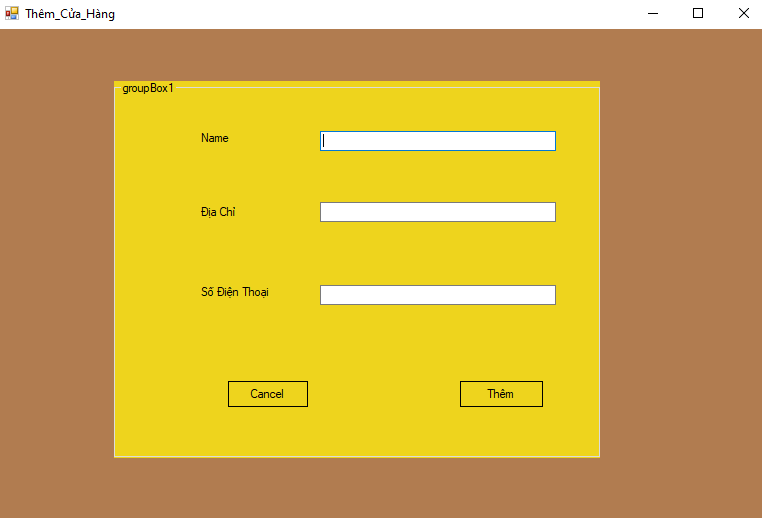 Thêm_Cửa_Hàng
groupBox1
Name
Địa Chỉ
Số Điện Thoại
Cancel
Thêm